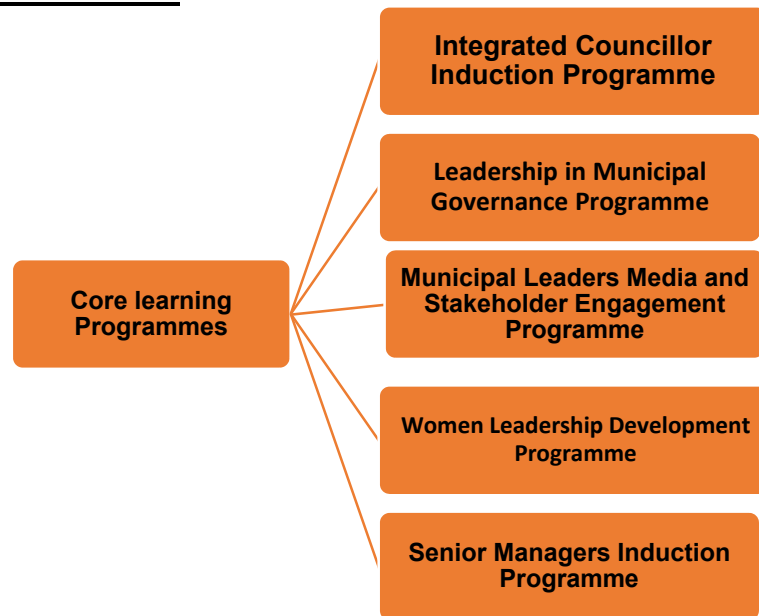 Integrated Councillor
Induction Programme
Leadership in Municipal
Governance Programme
Core learning
Programmes
Municipal Leaders Media and
Stakeholder Engagement
Programme
Women Leadership Development
Programme
Senior Managers Induction
Programme